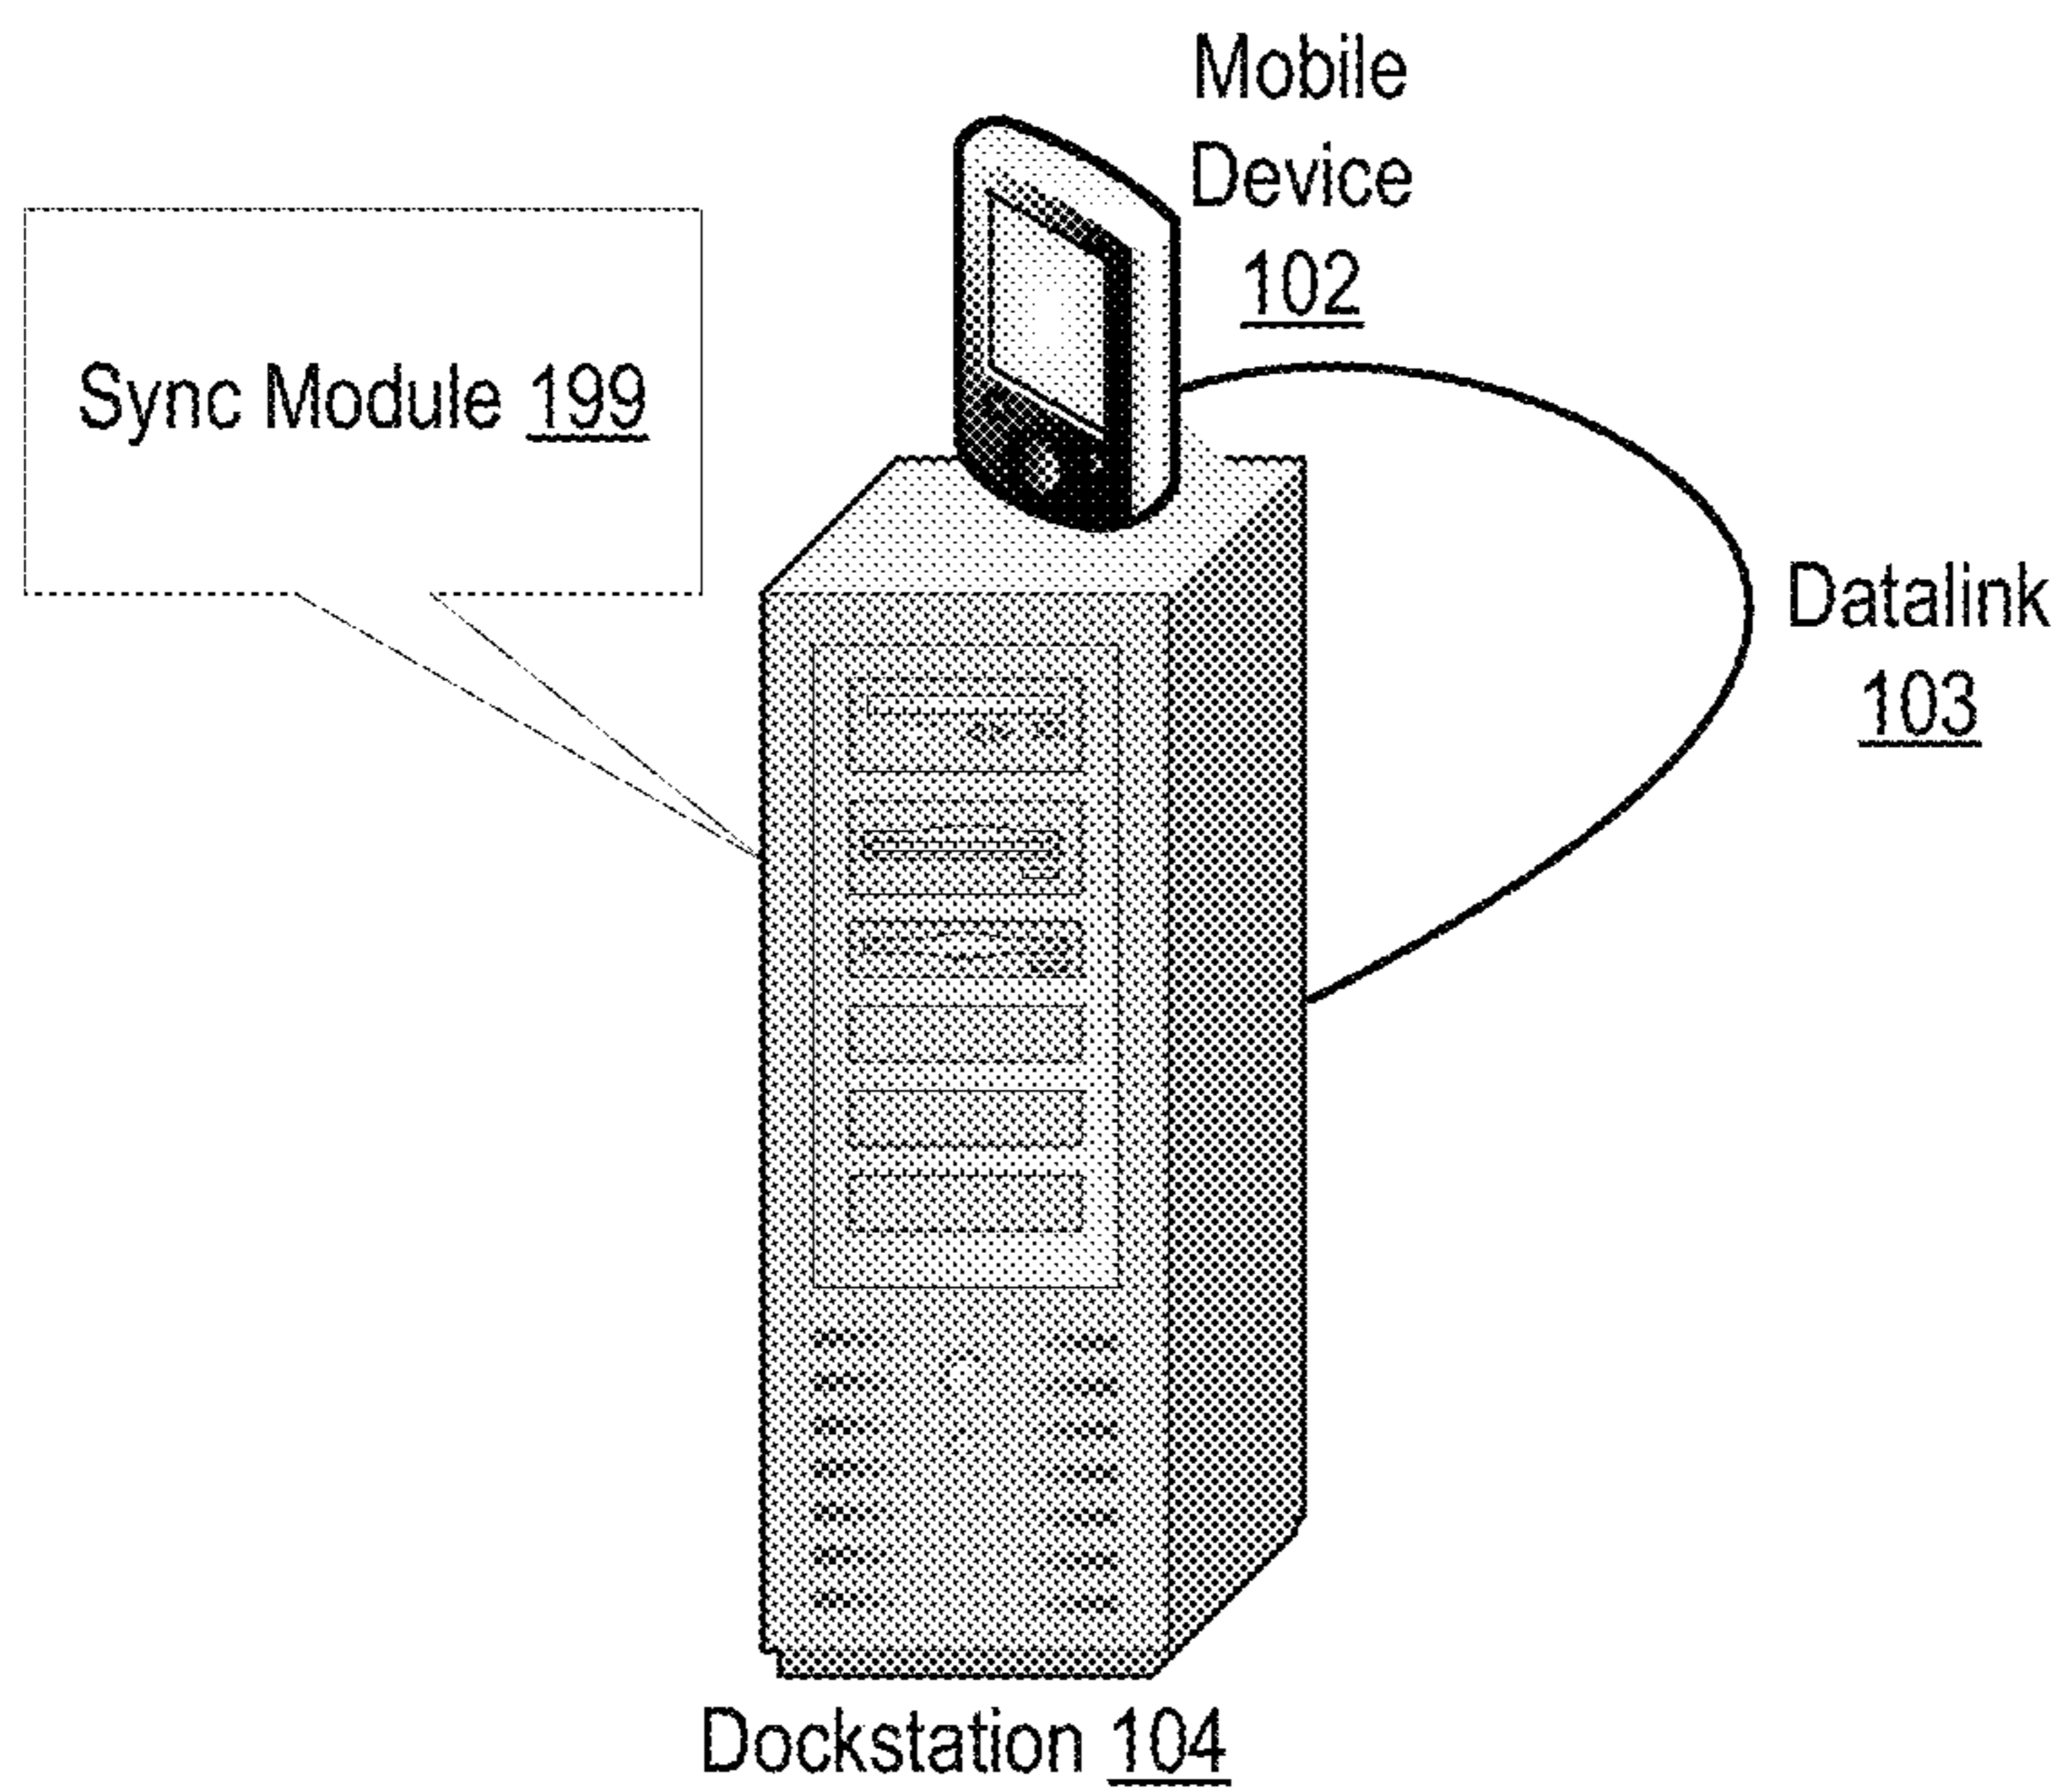 Mobile
Device
102
Sync Module 199
Datalink
103
Dockstation 104